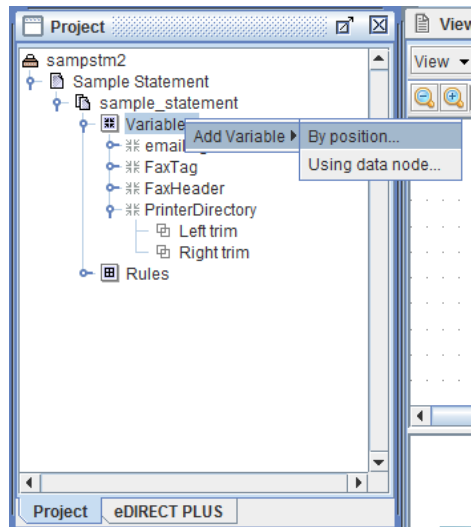 Project
View
sampstm2
View
Sample Statement
sample_statement
Variable
Add Variable
By position...
email
Using data node...
FaxTag
FaxHeader
PrinterDirectory
Left trim
Right trim
Rules
Project
eDIRECT PLUS